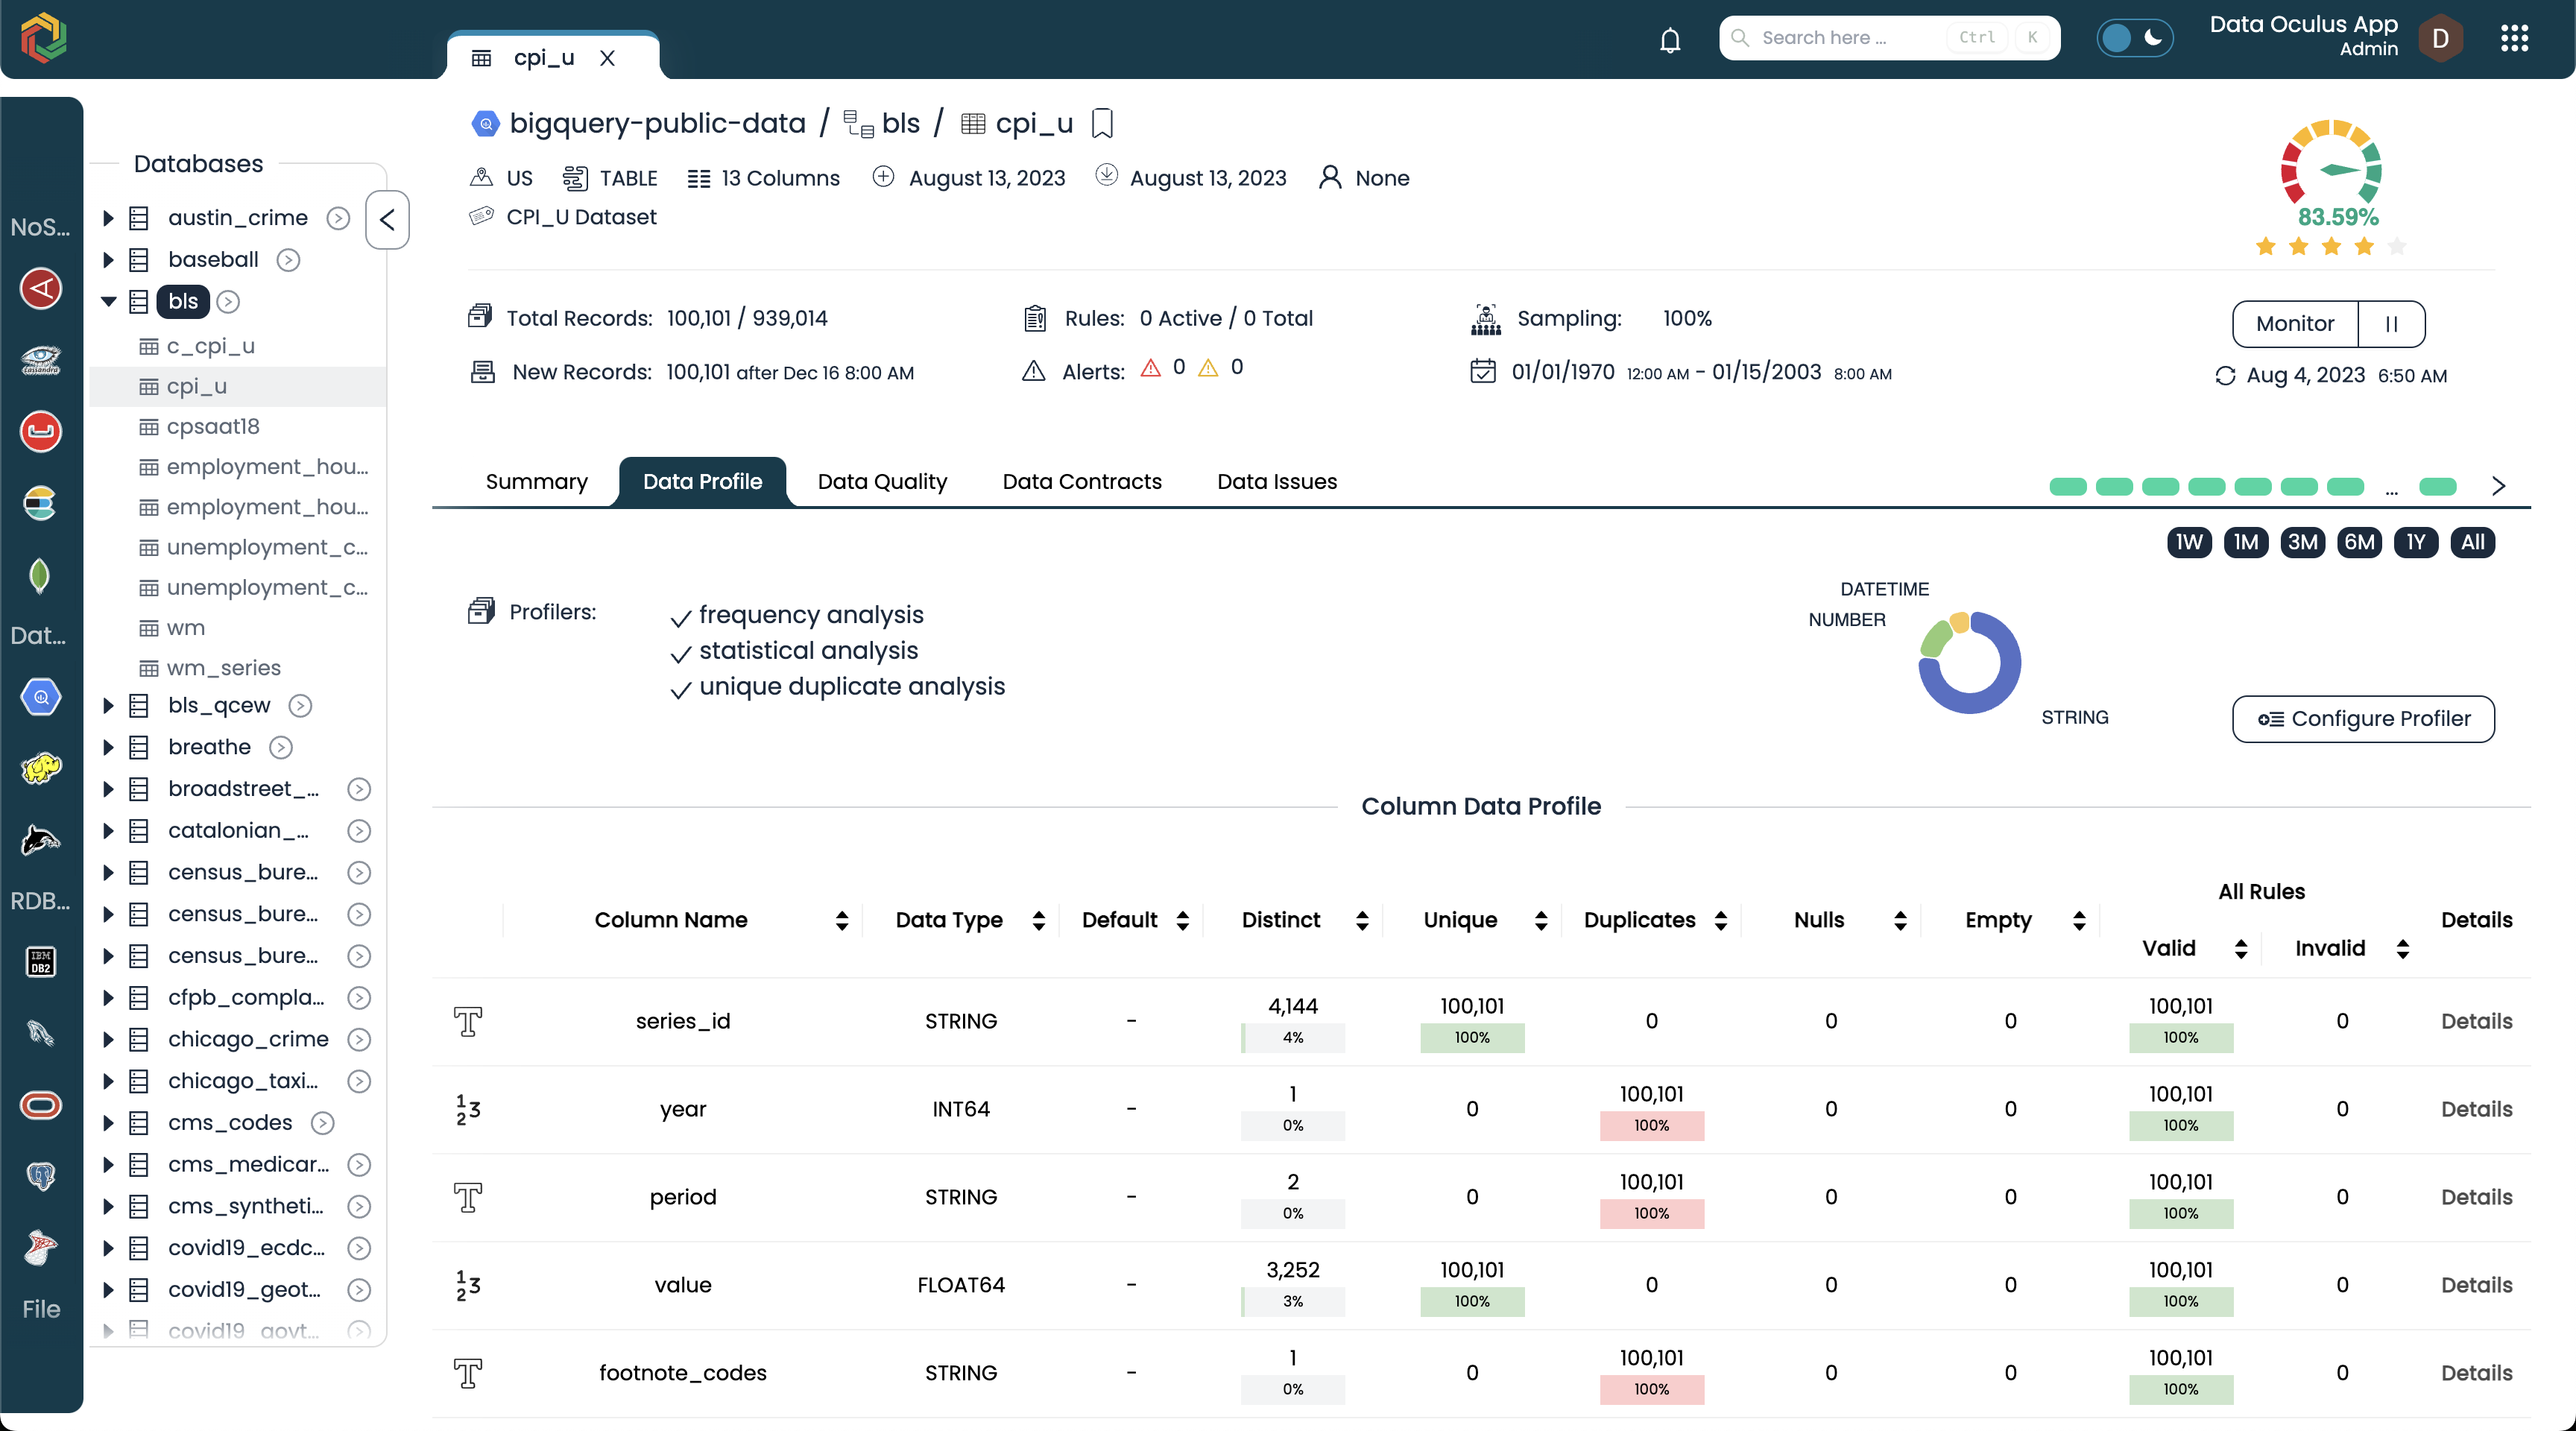 cpi_u
Search here ...
Ctrl
K
Data Oculus App
Admin
D
NoS...
Cassandra
Dat...
RDB...
IBM
DB2
File
Databases
austin_crime
baseball
bls
c_cpi_u
cpi_u
cpsaat18
employment_hou...
employment_hou...
unemployment_c...
unemployment_c...
wm
wm_series
bls_qcew
breathe
broadstreet_...
catalonian_...
census_bure...
census_bure...
census_bure...
cfpb_compla...
chicago_crime
chicago_taxi...
cms_codes
cms_medicar...
cms_syntheti...
covid19_ecdc...
covid19_geot...
covid19_govt...
bigquery-public-data / bls / cpi_u
US TABLE 13 Columns August 13, 2023 August 13, 2023 None
CPI_U Dataset
83.59%
Total Records: 100,101 / 939,014
Rules: 0 Active / 0 Total
Sampling: 100%
Monitor
New Records: 100,101 after Dec 16 8:00 AM
Alerts: 0 0
01/01/1970 12:00 AM - 01/15/2003 8:00 AM
Aug 4, 2023 6:50 AM
Summary Data Profile Data Quality Data Contracts Data Issues
...
1W 1M 3M 6M 1Y All
Profilers:
frequency analysis
statistical analysis
unique duplicate analysis
DATETIME
NUMBER
STRING
Configure Profiler
Column Data Profile
All Rules
Column Name Data Type Default Distinct Unique Duplicates Nulls Empty Valid Invalid Details
series_id STRING - 4,144 4% 100,101 100% 0 0 0 100,101 100% 0 Details
year INT64 - 1 0% 0 100,101 100% 0 0 100,101 100% 0 Details
period STRING - 2 0% 0 100,101 100% 0 0 100,101 100% 0 Details
value FLOAT64 - 3,252 3% 100,101 100% 0 0 0 100,101 100% 0 Details
footnote_codes STRING - 1 0% 0 100,101 100% 0 0 100,101 100% 0 Details